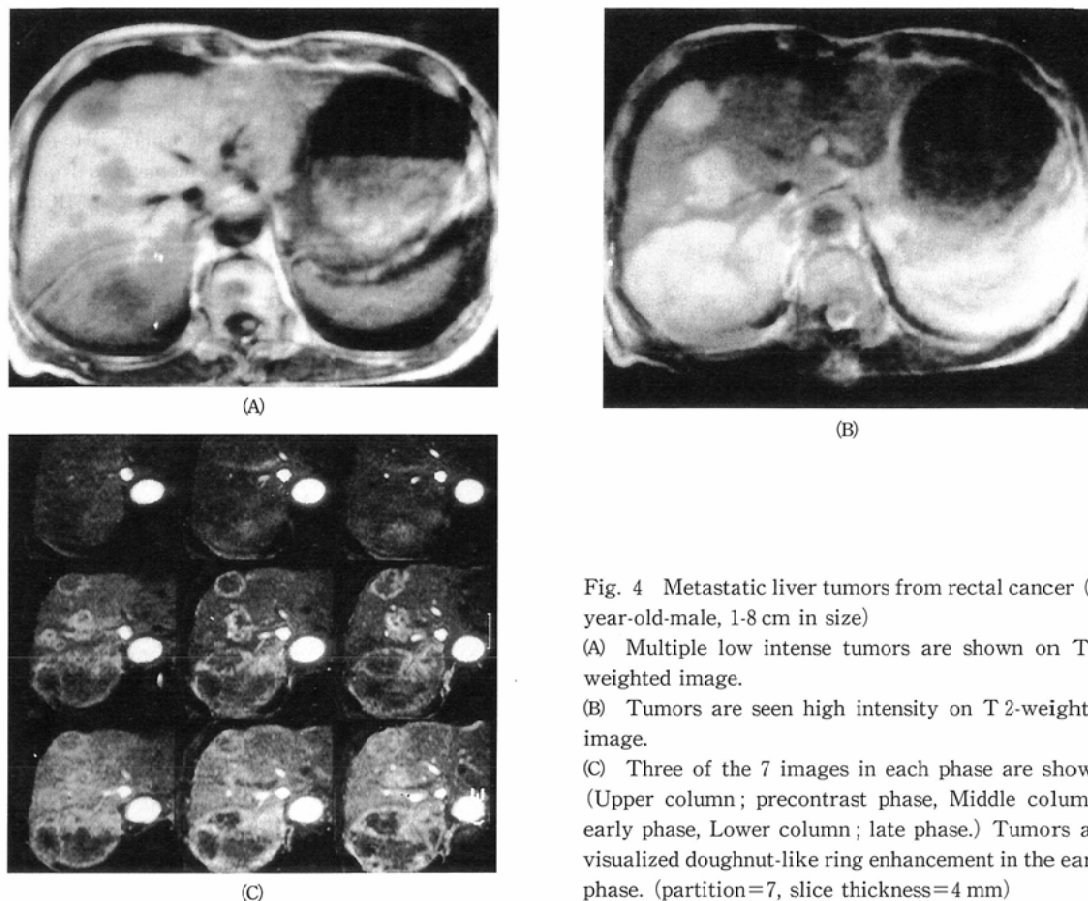 (A)
(B)
(C)
Fig. 4 Metastatic liver tumors from rectal cancer (
year-old-male, 1-8 cm in size)
(A) Multiple low intense tumors are shown on T
weighted image.
(B) Tumors are seen high intensity on T 2-weight
image.
(C) Three of the 7 images in each phase are show
(Upper column; precontrast phase, Middle colum
early phase, Lower column; late phase.) Tumors a
visualized doughnut-like ring enhancement in the ear
phase. (partition=7, slice thickness=4 mm)